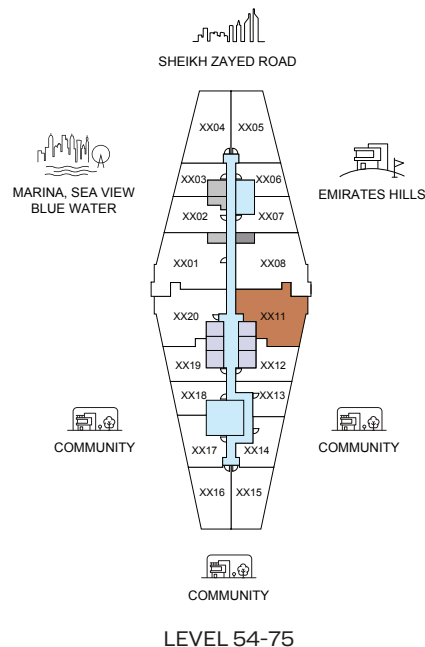 SHEIKH ZAYED ROAD
XX04 XX05
MARINA, SEA VIEW
BLUE WATER
EMIRATES HILLS
XX03 XX06
XX02 XX07
XX01 XX08
XX20 XX11
XX19 XX12
XX18 XX13
COMMUNITY
COMMUNITY
XX17 XX14
XX16 XX15
COMMUNITY
LEVEL 54-75